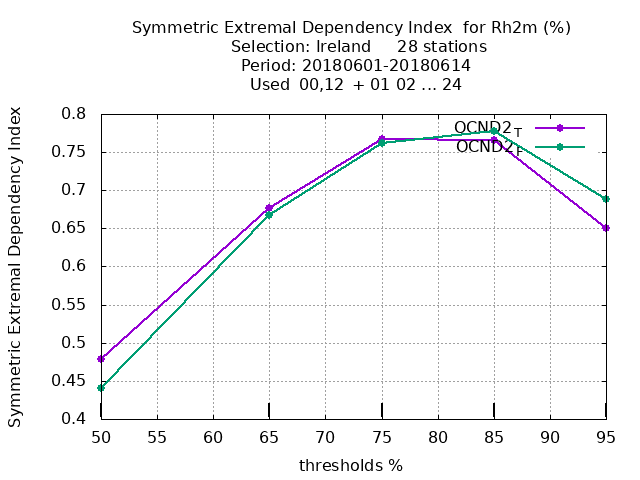 Symmetric Extremal Dependency Index  for Rh2m (%)
Selection: Ireland     28 stations
Period: 20180601-20180614
Used  00,12  + 01 02 ... 24
Symmetric Extremal Dependency Index
0.8
0.75
0.7
0.65
0.6
0.55
0.5
0.45
0.4
OCND2T
OCND2F
50 55 60 65 70 75 80 85 90 95
thresholds %